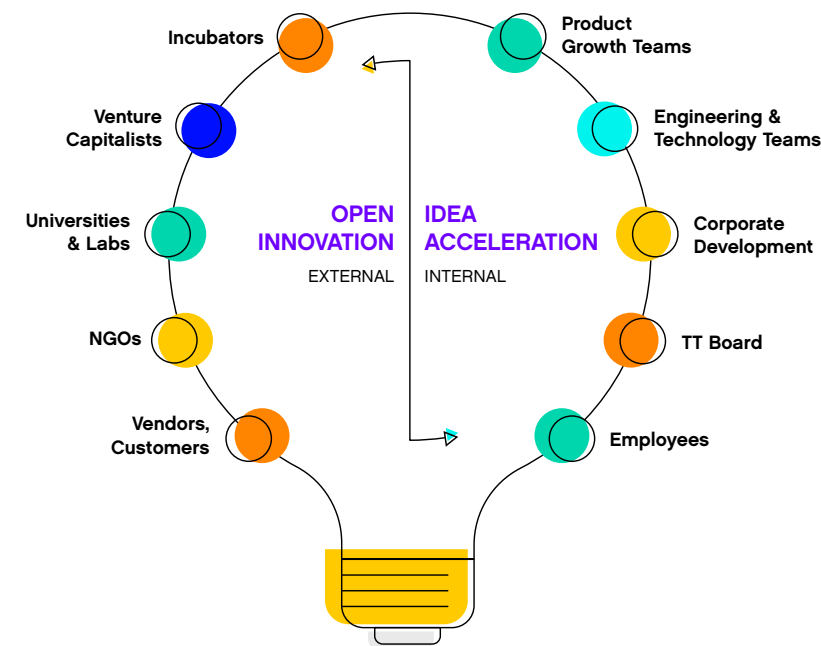 Incubators
Venture
Capitalists
Universities
& Labs
NGOs
Vendors,
Customers
OPEN
INNOVATION
EXTERNAL
IDEA
ACCELERATION
INTERNAL
Product
Growth Teams
Engineering &
Technology Teams
Corporate
Development
TT Board
Employees